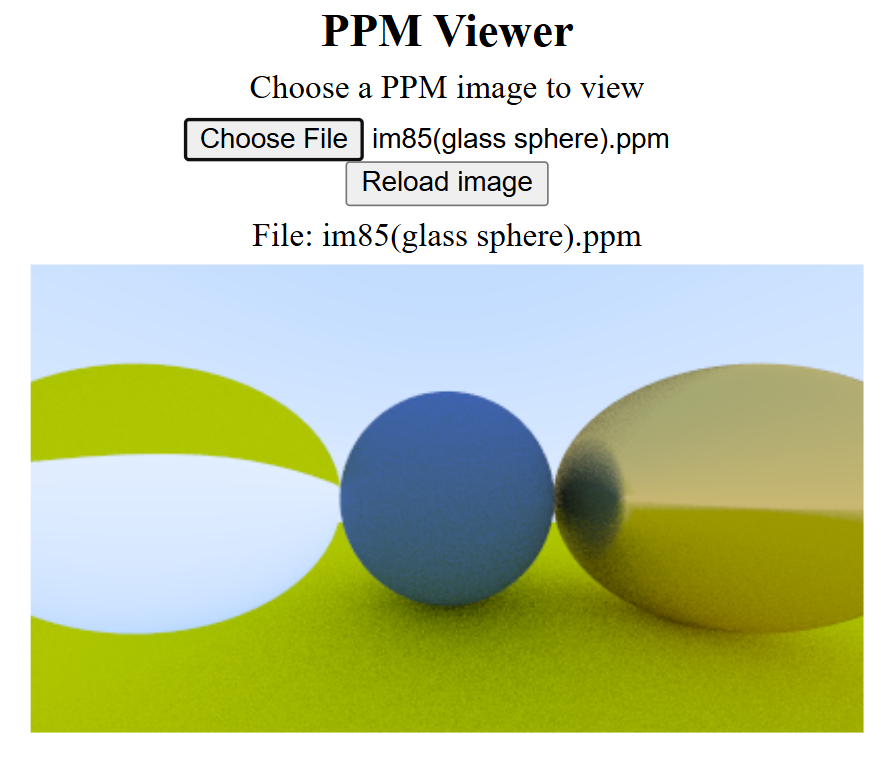 PPM Viewer
Choose a PPM image to view
Choose File im85(glass sphere).ppm
Reload image
File: im85(glass sphere).ppm